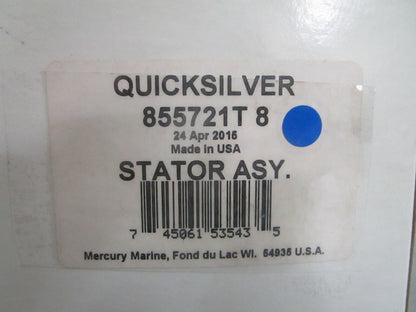 QUICKSILVER
855721T 8
24 Apr 2015
Made in USA
STATOR ASY.
7 45061 53543 5
Mercury Marine, Fond du Lac WI. 54935 U.S.A.